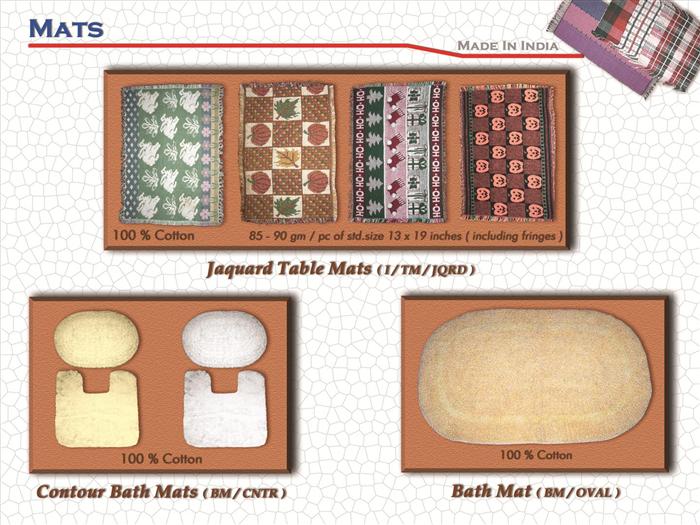 MATS
MADE IN INDIA
100 % Cotton
85 - 90 gm / pc of std.size 13 x 19 inches ( including fringes )
Jaquard Table Mats ( I / TM / JQRD )
100 % Cotton
Contour Bath Mats ( BM / CNTR )
100 % Cotton
Bath Mat ( BM / OVAL )